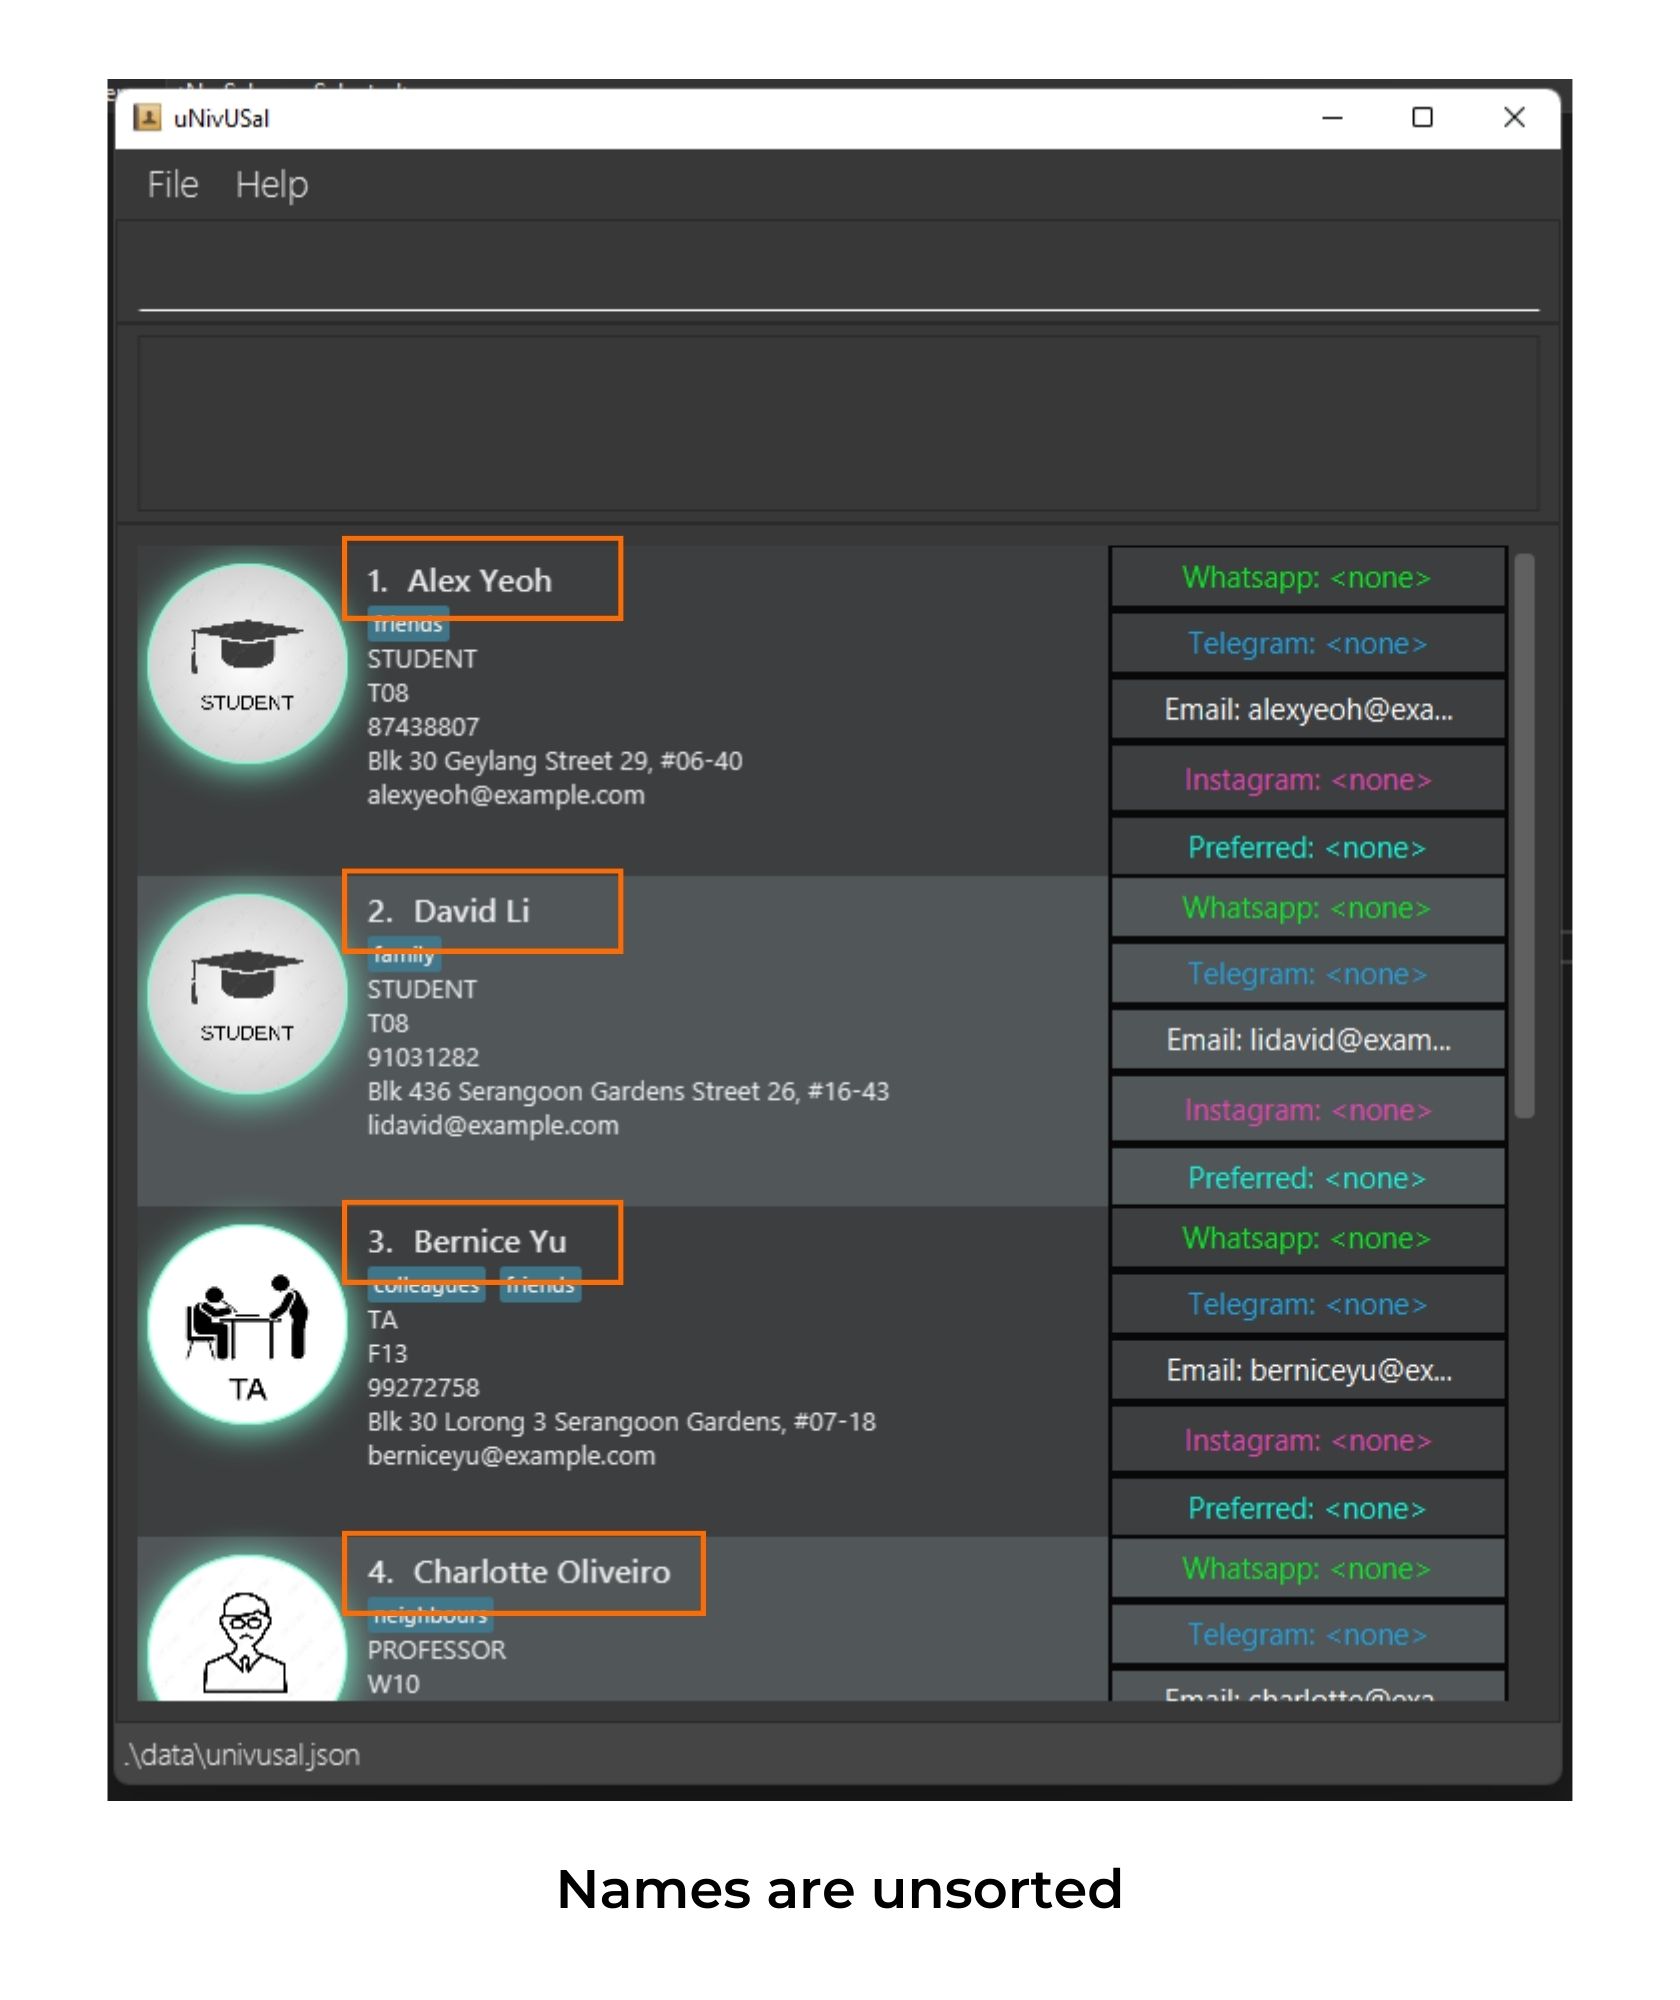 uNivUSal
File Help
1. Alex Yeoh
friends
STUDENT
STUDENT
T08
87438807
Blk 30 Geylang Street 29, #06-40
alexyeoh@example.com
Whatsapp: <none>
Telegram: <none>
Email: alexyeoh@exa...
Instagram: <none>
Preferred: <none>
2. David Li
family
STUDENT
STUDENT
T08
91031282
Blk 436 Serangoon Gardens Street 26, #16-43
lidavid@example.com
Whatsapp: <none>
Telegram: <none>
Email: lidavid@exam...
Instagram: <none>
Preferred: <none>
3. Bernice Yu
colleagues friends
TA
TA
F13
99272758
Blk 30 Lorong 3 Serangoon Gardens, #07-18
berniceyu@example.com
Whatsapp: <none>
Telegram: <none>
Email: berniceyu@ex...
Instagram: <none>
Preferred: <none>
4. Charlotte Oliveiro
neighbours
PROFESSOR
W10
Whatsapp: <none>
Telegram: <none>
Email: charlotte@exa...
.\data\univusal.json
Names are unsorted